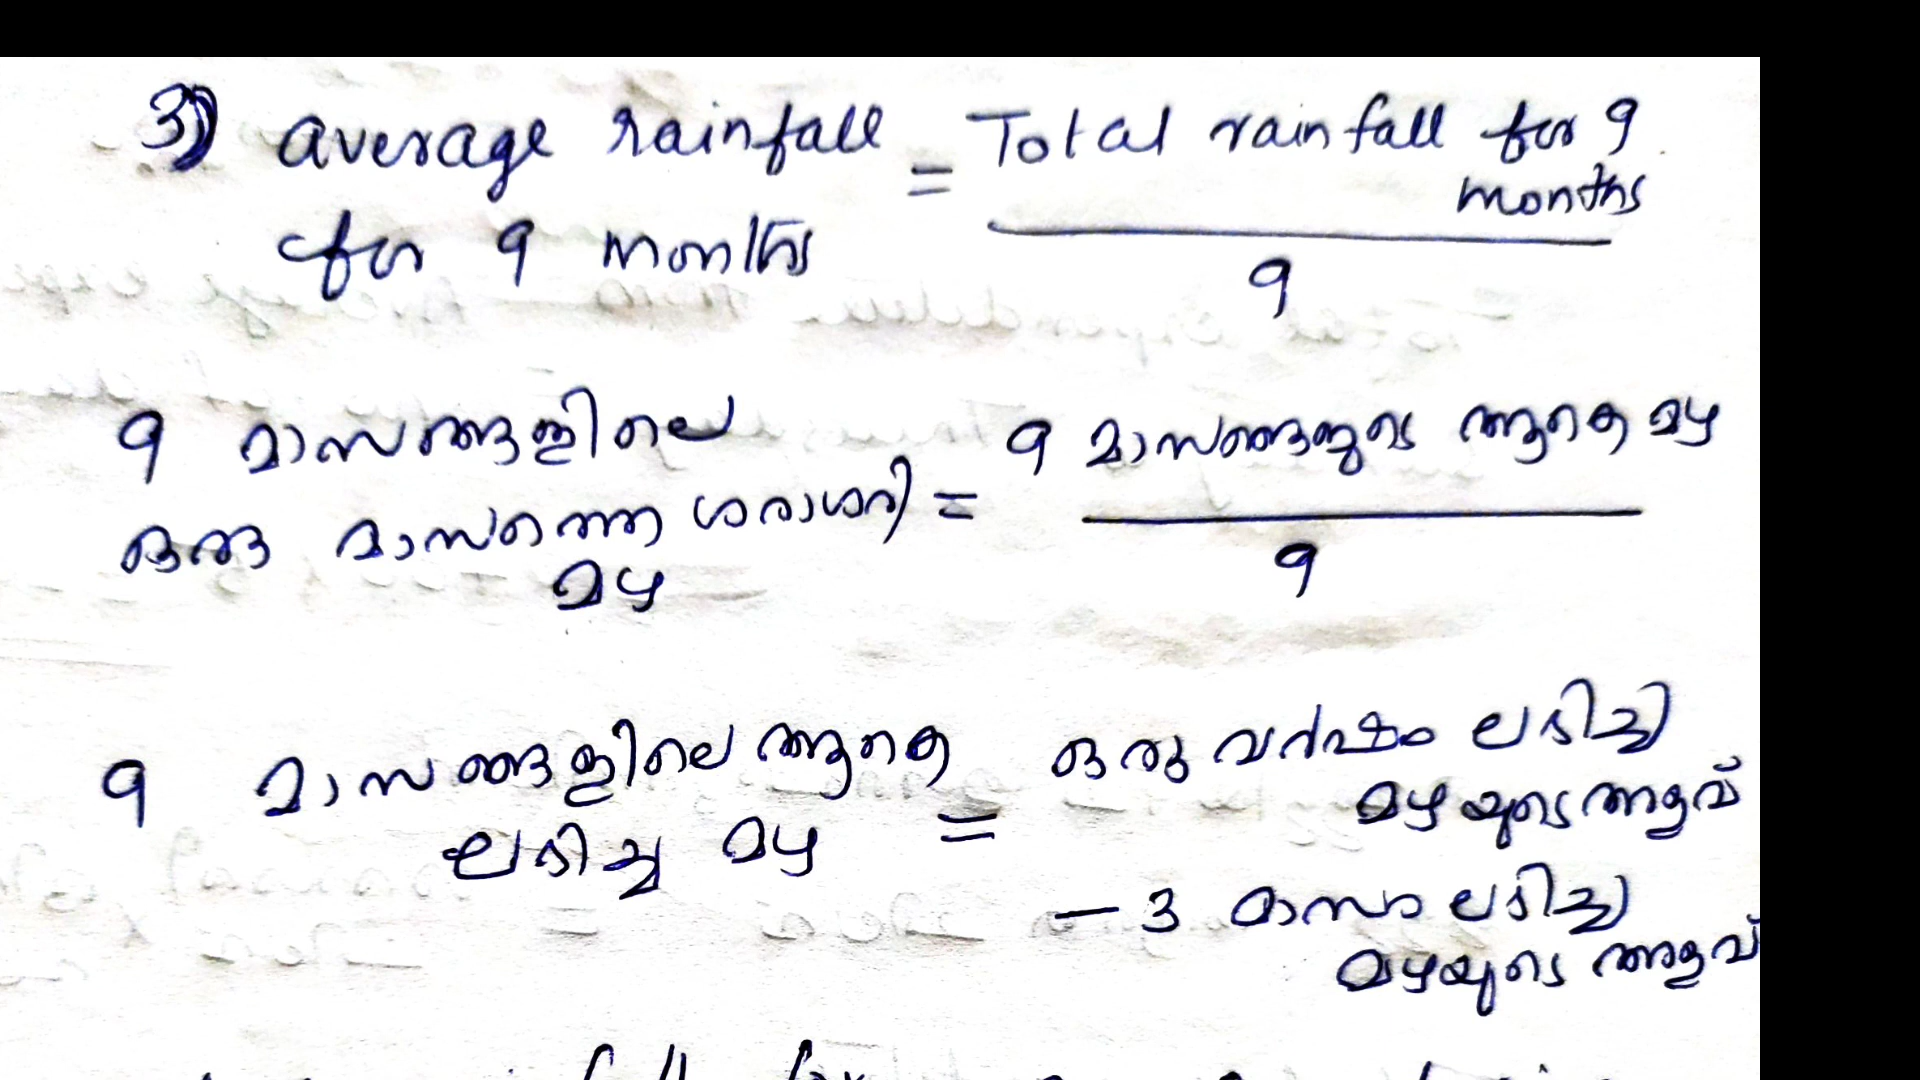 3) average rainfall = Total rainfall for 9 months
for 9 months
9
9 മാസങ്ങളിലെ
ഒരു മാസത്തെ ശരാശരി =
മഴ
9 മാസങ്ങളുടെ ആകെ മഴ
9
9 മാസങ്ങളിലെ ആകെ
ലഭിച്ച മഴ =
ഒരു വർഷം ലഭിച്ച
മഴയുടെ അളവ്
- 3 മാസം ലഭിച്ച
മഴയുടെ അളവ്